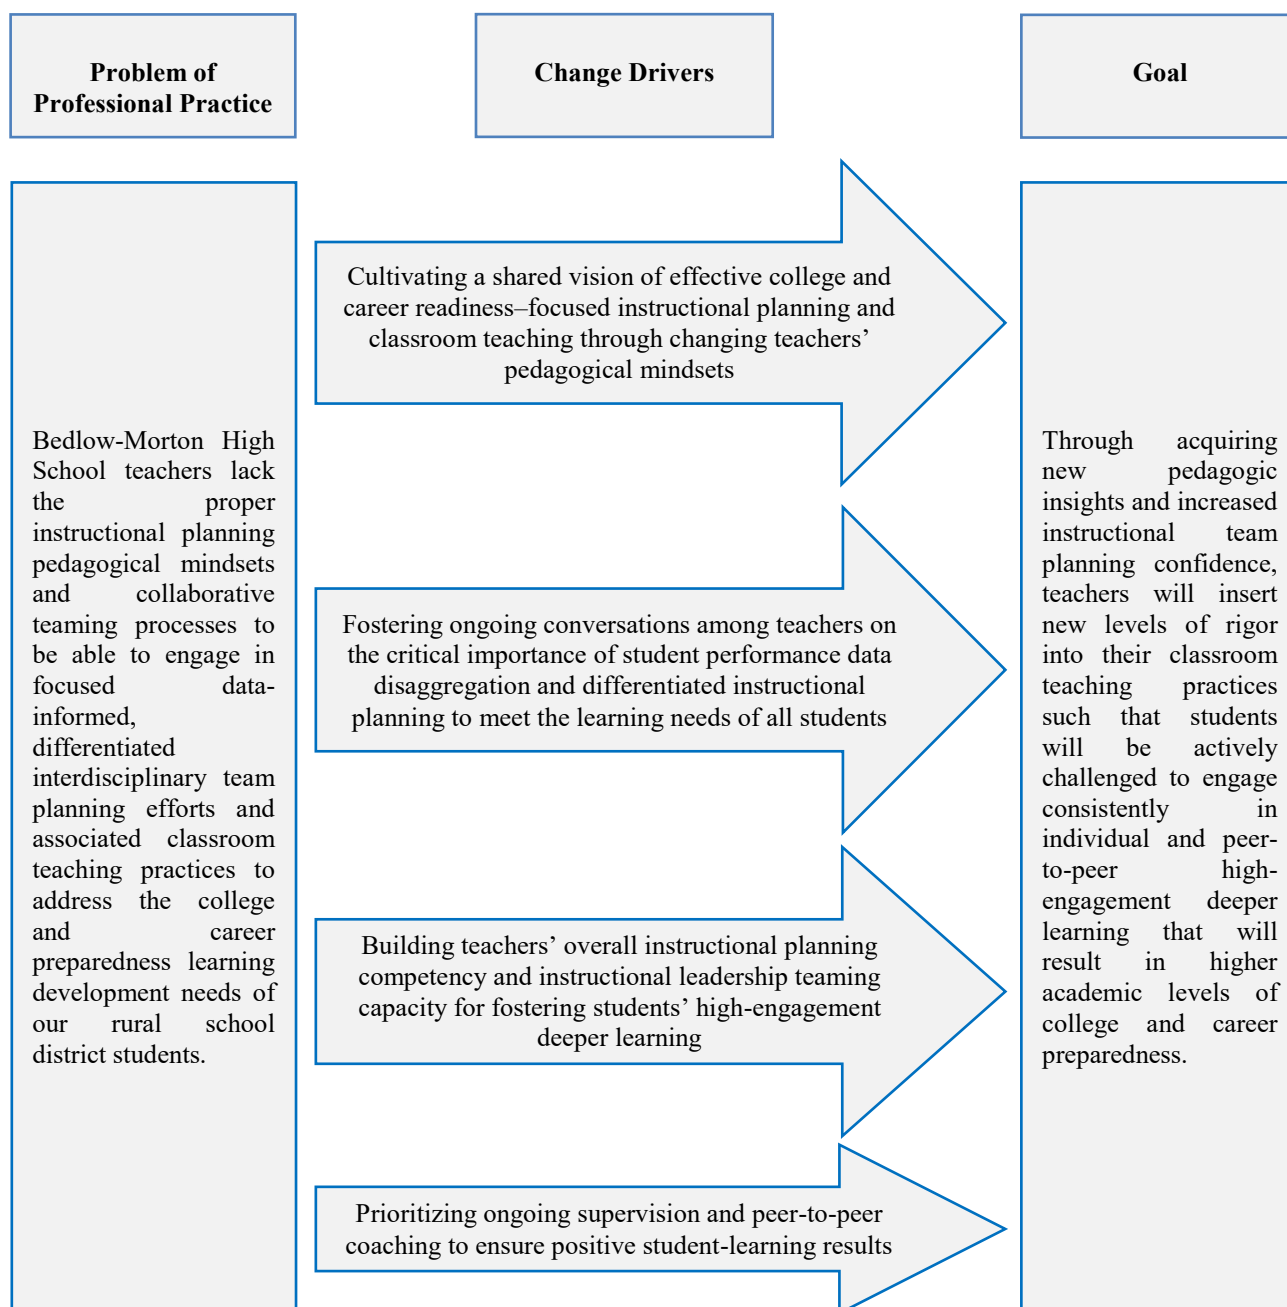 Problem of
Professional Practice
Change Drivers
Goal
Bedlow-Morton High
School teachers lack
the proper
instructional planning
pedagogical mindsets
and collaborative
teaming processes to
be able to engage in
focused data-
informed,
differentiated
interdisciplinary team
planning efforts and
associated classroom
teaching practices to
address the college
and career
preparedness learning
development needs of
our rural school
district students.
Cultivating a shared vision of effective college and
career readiness–focused instructional planning and
classroom teaching through changing teachers’
pedagogical mindsets
Fostering ongoing conversations among teachers on
the critical importance of student performance data
disaggregation and differentiated instructional
planning to meet the learning needs of all students
Building teachers’ overall instructional planning
competency and instructional leadership teaming
capacity for fostering students’ high-engagement
deeper learning
Prioritizing ongoing supervision and peer-to-peer
coaching to ensure positive student-learning results
Through acquiring
new pedagogic
insights and increased
instructional team
planning confidence,
teachers will insert
new levels of rigor
into their classroom
teaching practices
such that students
will be actively
challenged to engage
consistently in
individual and peer-
to-peer high-
engagement deeper
learning that will
result in higher
academic levels of
college and career
preparedness.